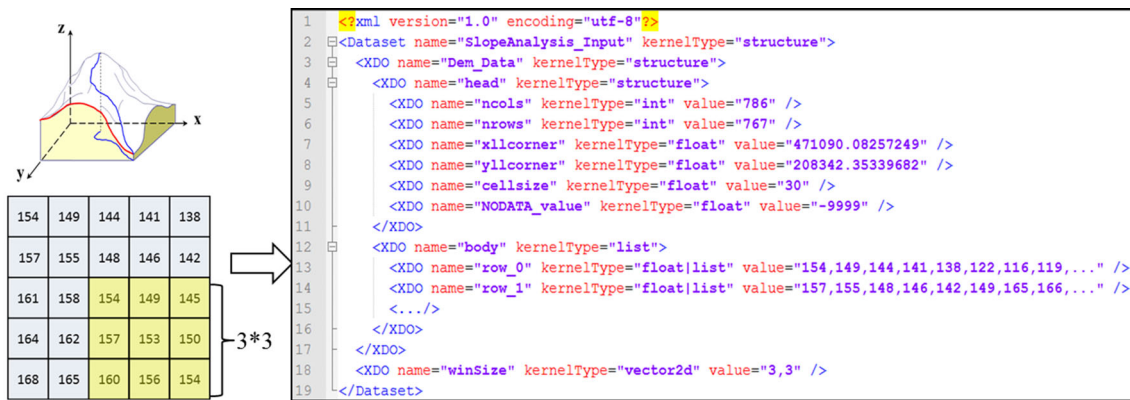 z
x
y
154 149 144 141 138
157 155 148 146 142
161 158 154 149 145
164 162 157 153 150
168 165 160 156 154
3*3
1 <?xml version="1.0" encoding="utf-8"?>
2 <Dataset name="SlopeAnalysis_Input" kernelType="structure">
3 <XDO name="Dem_Data" kernelType="structure">
4 <XDO name="head" kernelType="structure">
5 <XDO name="ncols" kernelType="int" value="786" />
6 <XDO name="nrows" kernelType="int" value="767" />
7 <XDO name="xllcorner" kernelType="float" value="471090.08257249" />
8 <XDO name="yllcorner" kernelType="float" value="208342.35339682" />
9 <XDO name="cellsize" kernelType="float" value="30" />
10 <XDO name="NODATA_value" kernelType="float" value="-9999" />
11 </XDO>
12 <XDO name="body" kernelType="list">
13 <XDO name="row_0" kernelType="float|list" value="154,149,144,141,138,122,116,119,..." />
14 <XDO name="row_1" kernelType="float|list" value="157,155,148,146,142,149,165,166,..." />
15 <.../>
16 </XDO>
17 </XDO>
18 <XDO name="winSize" kernelType="vector2d" value="3,3" />
19 </Dataset>